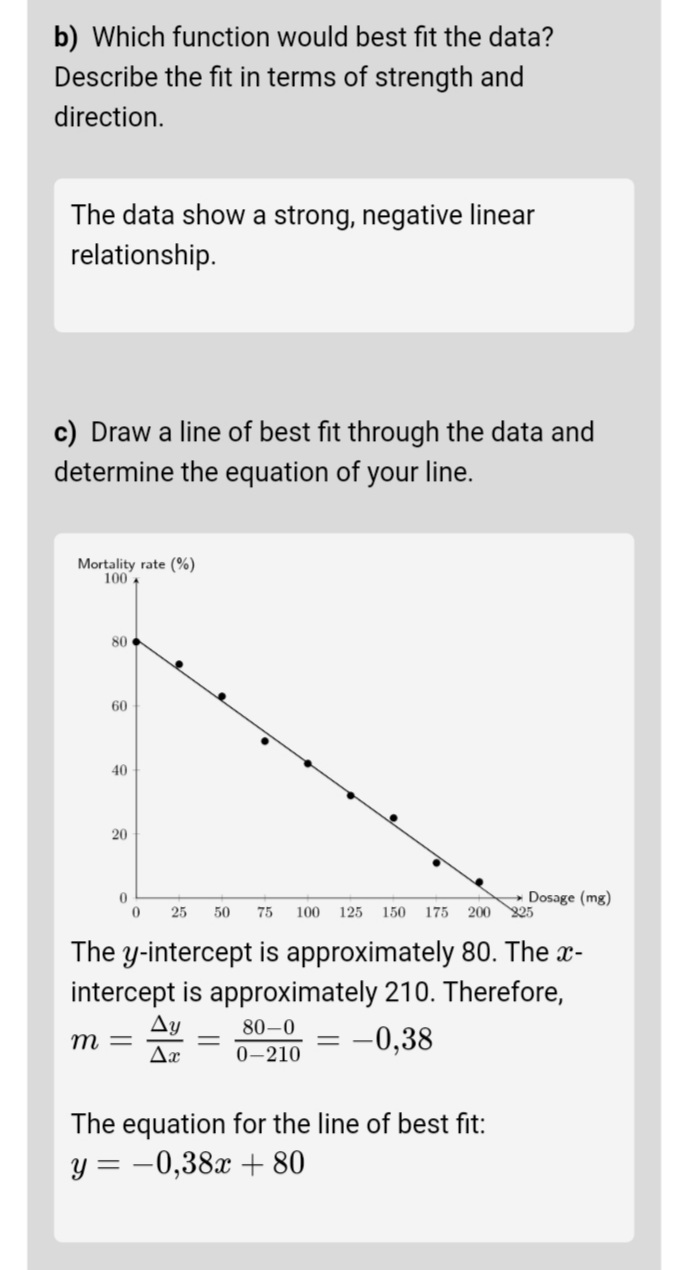 b) Which function would best fit the data?
Describe the fit in terms of strength and
direction.
The data show a strong, negative linear
relationship.
c) Draw a line of best fit through the data and
determine the equation of your line.
Mortality rate (%)
100
80
60
40
20
0
0 25 50 75 100 125 150 175 200 225
Dosage (mg)
The y-intercept is approximately 80. The x-
intercept is approximately 210. Therefore,
m = Δy/Δx = 80−0/0−210 = −0,38
The equation for the line of best fit:
y = −0,38x + 80